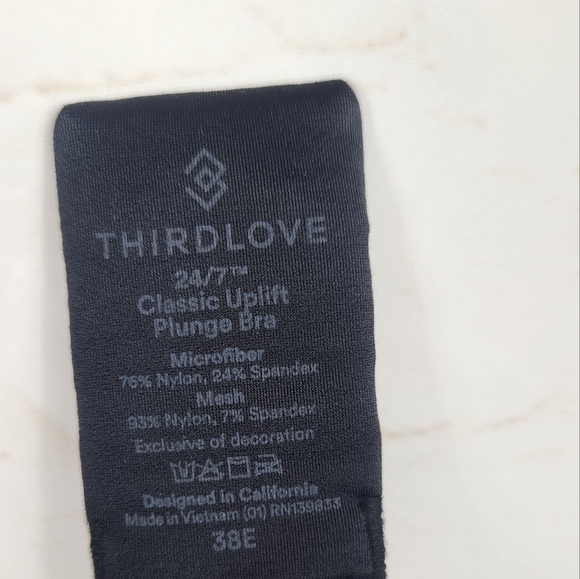 THIRDLOVE
24/7™
Classic Uplift
Plunge Bra
Microfiber
76% Nylon, 24% Spandex
Mesh
93% Nylon, 7% Spandex
Exclusive of decoration
Designed in California
Made in Vietnam (01) RN139833
38E